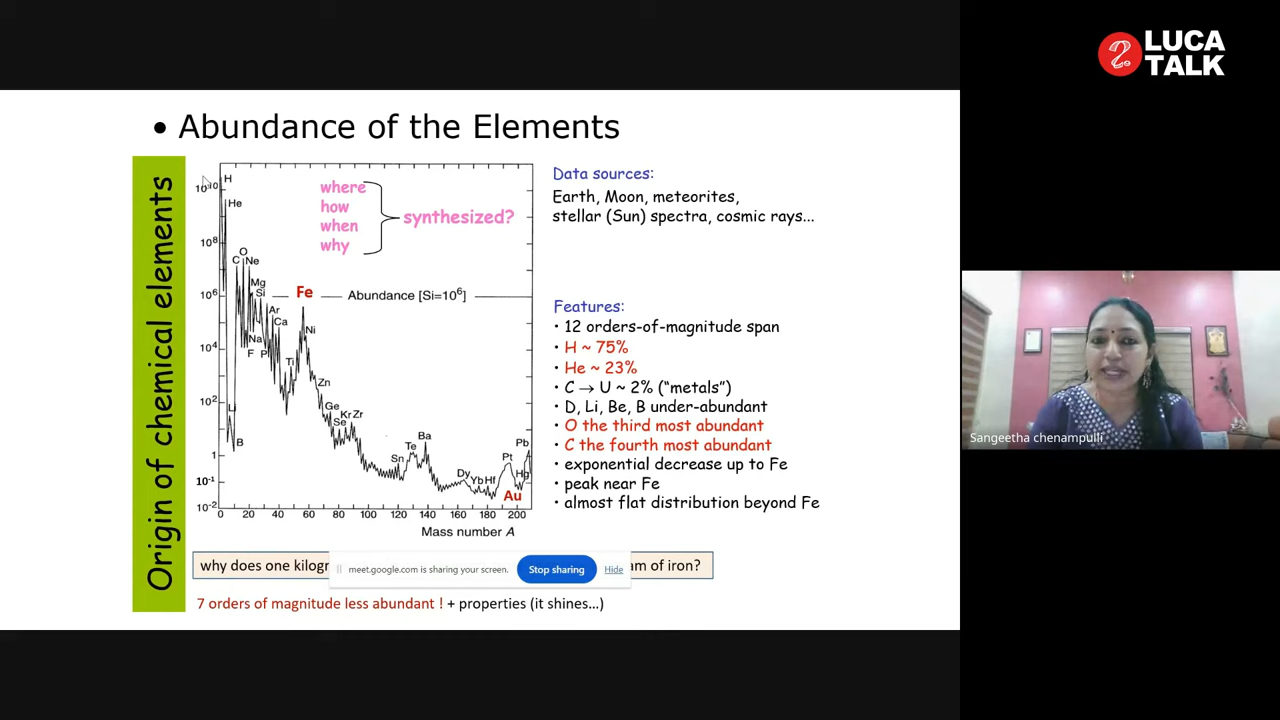 LUCA
TALK
• Abundance of the Elements
Origin of chemical elements
Data sources:
Earth, Moon, meteorites,
stellar (Sun) spectra, cosmic rays...
where
how
when
why
synthesized?
H
He
C
O
Ne
Mg
Si
Fe
Abundance [Si=10⁶]
Ar
Ca
Na
F
P
Ni
Ti
Zn
Li
B
Ge
Se
Kr
Zr
Sn
Te
Ba
Dy
Yb
Hf
Pt
Pb
Hg
Au
10¹⁰
10⁸
10⁶
10⁴
10²
1
10⁻¹
10⁻²
0 20 40 60 80 100 120 140 160 180 200
Mass number A
Features:
• 12 orders-of-magnitude span
• H ~ 75%
• He ~ 23%
• C → U ~ 2% (“metals”)
• D, Li, Be, B under-abundant
• O the third most abundant
• C the fourth most abundant
• exponential decrease up to Fe
• peak near Fe
• almost flat distribution beyond Fe
Sangeetha chenampulli
why does one kilogr
am of iron?
meet.google.com is sharing your screen.
Stop sharing
Hide
7 orders of magnitude less abundant ! + properties (it shines...)